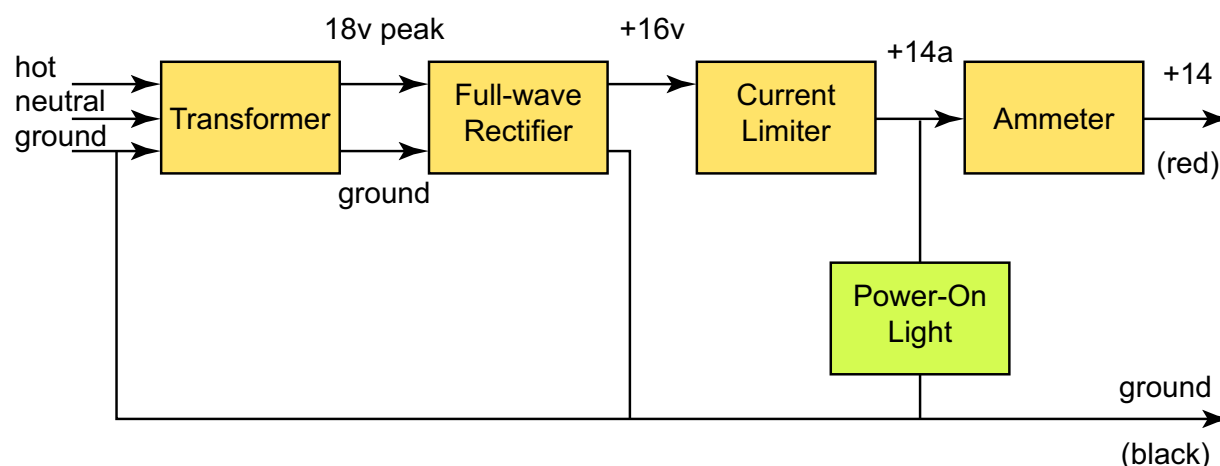 18v peak
+16v
+14a
+14
hot
neutral
ground
Transformer
Full-wave
Rectifier
Current
Limiter
Ammeter
(red)
ground
Power-On
Light
ground
(black)